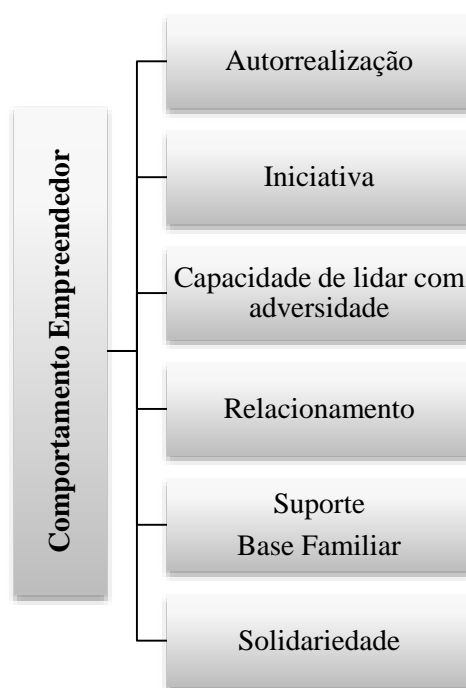 Comportamento Empreendedor
Autorrealização
Iniciativa
Capacidade de lidar com
adversidade
Relacionamento
Suporte
Base Familiar
Solidariedade